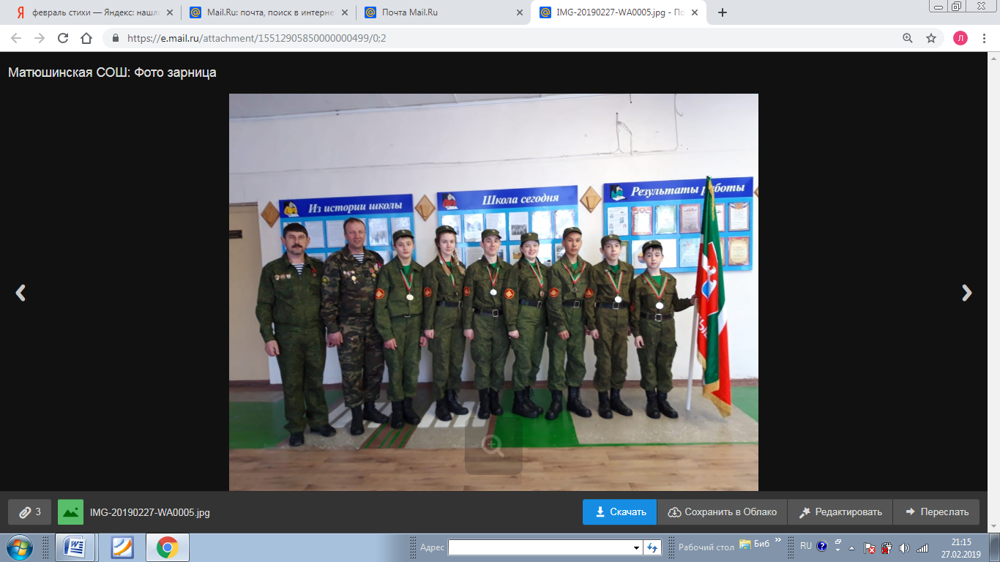 февраль стихи — Яндекс: нашл
Mail.Ru: почта, поиск в интерне
Почта Mail.Ru
IMG-20190227-WA0005.jpg - По
https://e.mail.ru/attachment/15512905850000000499/0;2
Л
Матюшинская СОШ: Фото зарница
Из истории школы
Школа сегодня
Результаты работы
3
IMG-20190227-WA0005.jpg
Скачать
Сохранить в Облако
Редактировать
Переслать
Адрес
Рабочий стол
Биб
RU
21:15
27.02.2019